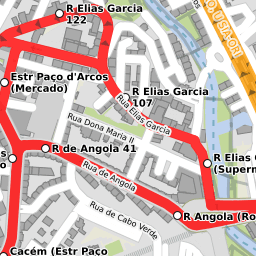 R Elias Garcia
122
Estr Paço d'Arcos
(Mercado)
R Elias Garcia
107
Rua Elias Garcia
Rua Dona Maria II
R de Angola 41
R Elias G
(Superm
Rua de Angola
R Angola (Ro
Rua de Cabo Verde
Cacém (Estr Paço